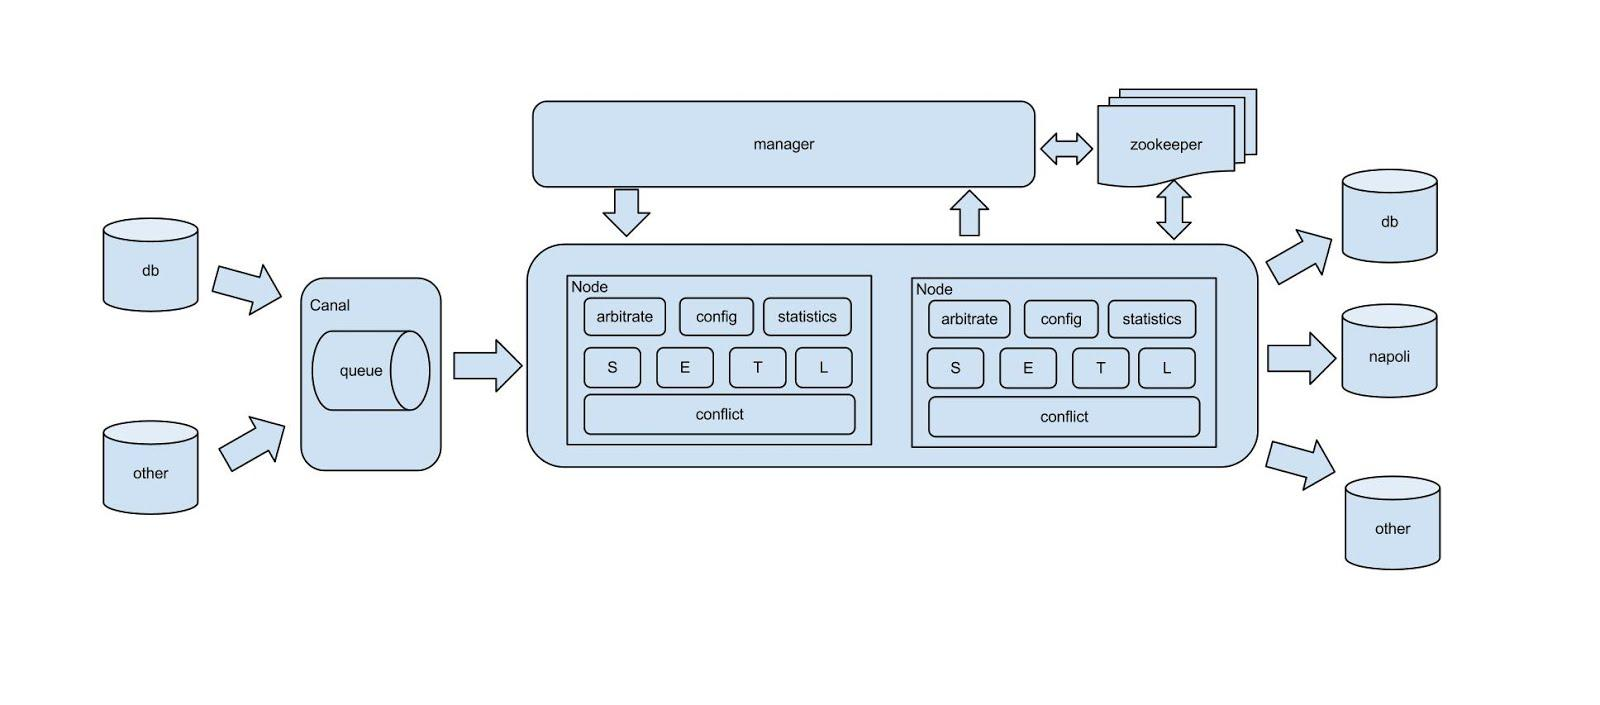 manager
zookeeper
db
other
Canal
queue
Node
arbitrate config statistics
S E T L
conflict
Node
arbitrate config statistics
S E T L
conflict
db
napoli
other